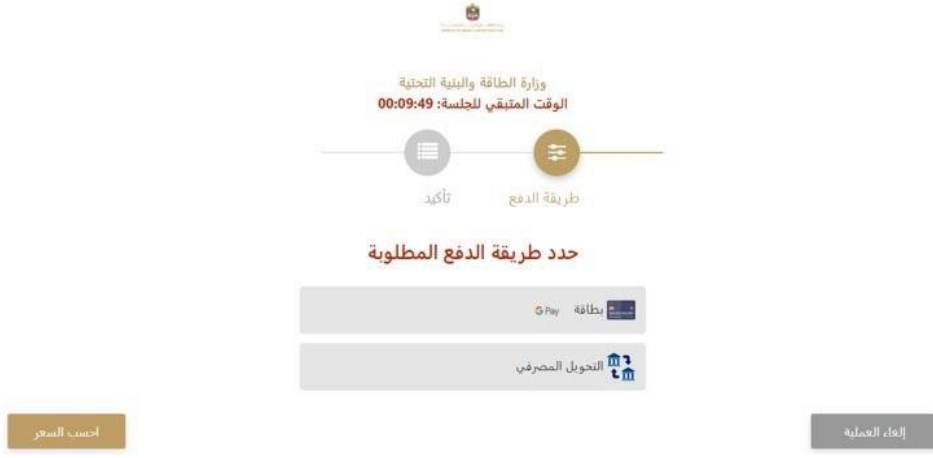 وزارة الطاقة والبنية التحتية
الوقت المتبقي للجلسة: 00:09:49
طريقة الدفع
تأكيد
حدد طريقة الدفع المطلوبة
بطاقة G Pay
التحويل المصرفي
إلغاء العملية
احسب السعر